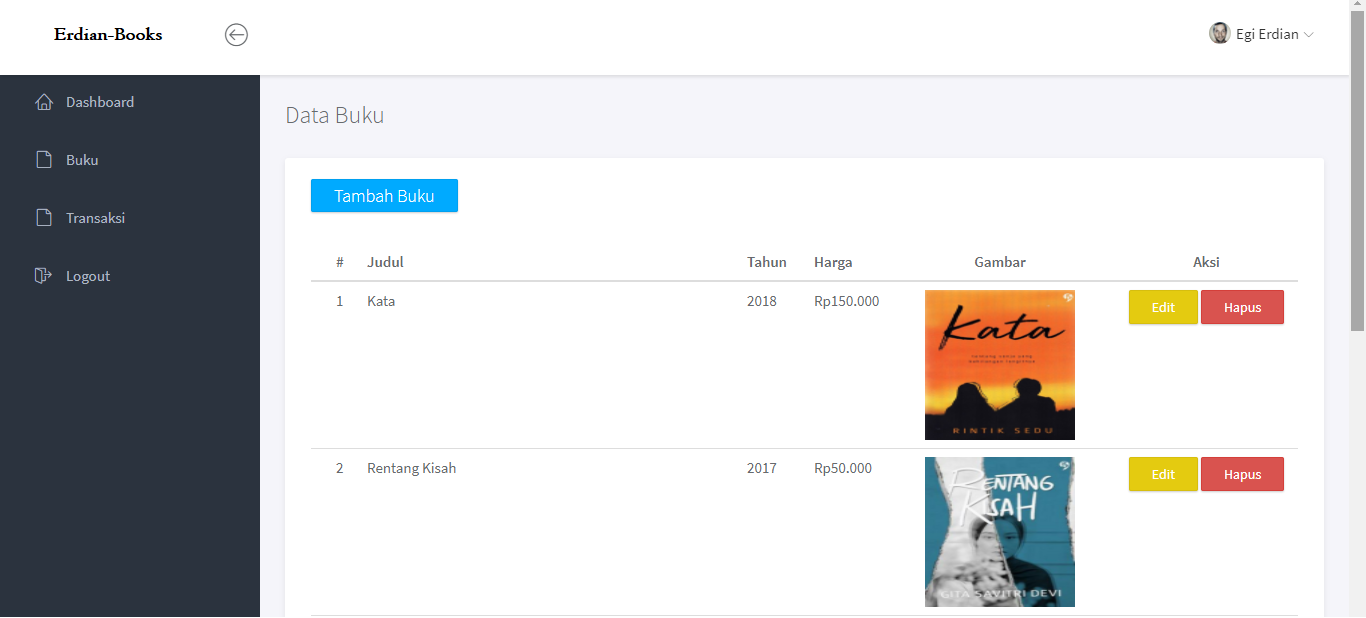 Erdian-Books
Egi Erdian
Dashboard
Buku
Transaksi
Logout
Data Buku
Tambah Buku
# Judul Tahun Harga Gambar Aksi
1 Kata 2018 Rp150.000 Edit Hapus
Kata
RINTIK SEDU
2 Rentang Kisah 2017 Rp50.000 Edit Hapus
RENTANG
KISAH
GITA SAVITRI DEVI